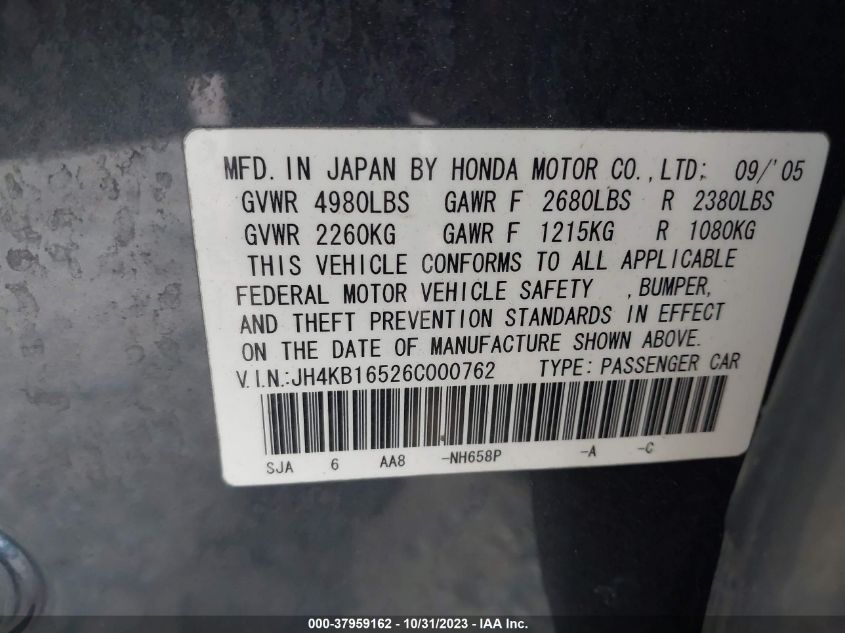 MFD. IN JAPAN BY HONDA MOTOR CO., LTD; 09/'05
GVWR 4980LBS GAWR F 2680LBS R 2380LBS
GVWR 2260KG GAWR F 1215KG R 1080KG
THIS VEHICLE CONFORMS TO ALL APPLICABLE
FEDERAL MOTOR VEHICLE SAFETY , BUMPER,
AND THEFT PREVENTION STANDARDS IN EFFECT
ON THE DATE OF MANUFACTURE SHOWN ABOVE.
V.I.N.:JH4KB16526C000762 TYPE: PASSENGER CAR
SJA 6 AA8 -NH658P -A -C
000-37959162 - 10/31/2023 - IAA Inc.